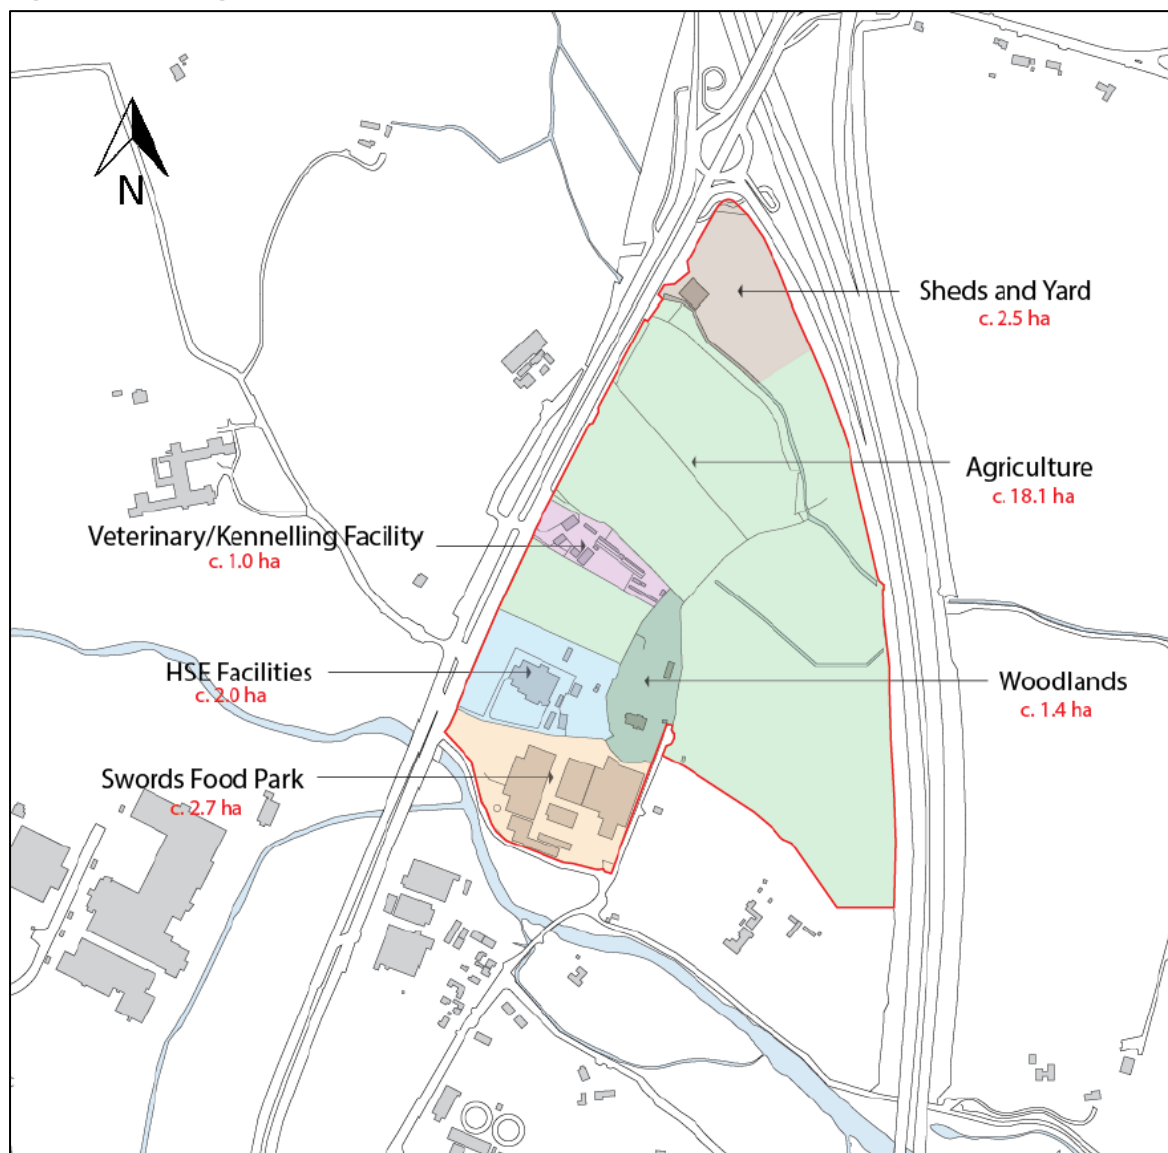 N
Sheds and Yard
c. 2.5 ha
Agriculture
c. 18.1 ha
Veterinary/Kennelling Facility
c. 1.0 ha
HSE Facilities
c. 2.0 ha
Woodlands
c. 1.4 ha
Swords Food Park
c. 2.7 ha